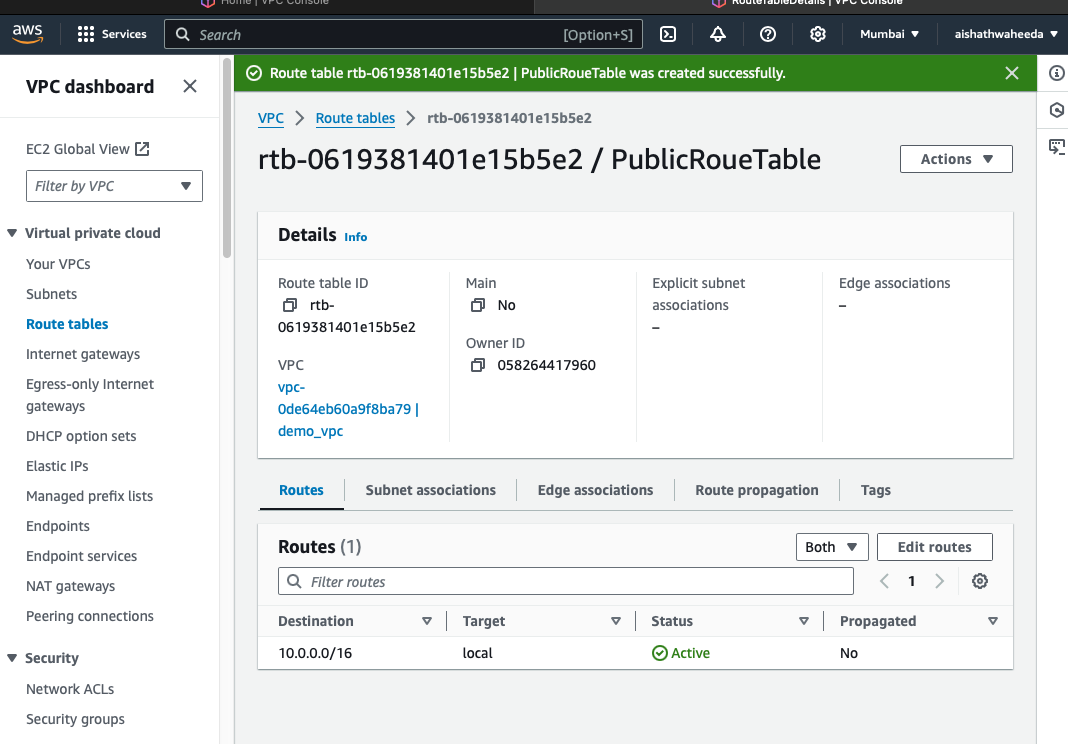 Home | VPC Console
RouteTableDetails | VPC Console
aws
Services
Search
[Option+S]
Mumbai
aishathwaheeda
VPC dashboard
EC2 Global View
Filter by VPC
Virtual private cloud
Your VPCs
Subnets
Route tables
Internet gateways
Egress-only Internet
gateways
DHCP option sets
Elastic IPs
Managed prefix lists
Endpoints
Endpoint services
NAT gateways
Peering connections
Security
Network ACLs
Security groups
Route table rtb-0619381401e15b5e2 | PublicRoueTable was created successfully.
VPC
Route tables
rtb-0619381401e15b5e2
rtb-0619381401e15b5e2 / PublicRoueTable
Actions
Details Info
Route table ID
rtb-
0619381401e15b5e2
VPC
vpc-
0de64eb60a9f8ba79 |
demo_vpc
Main
No
Owner ID
058264417960
Explicit subnet
associations
–
Edge associations
–
Routes
Subnet associations
Edge associations
Route propagation
Tags
Routes (1)
Both
Edit routes
Filter routes
1
Destination
Target
Status
Propagated
10.0.0.0/16
local
Active
No